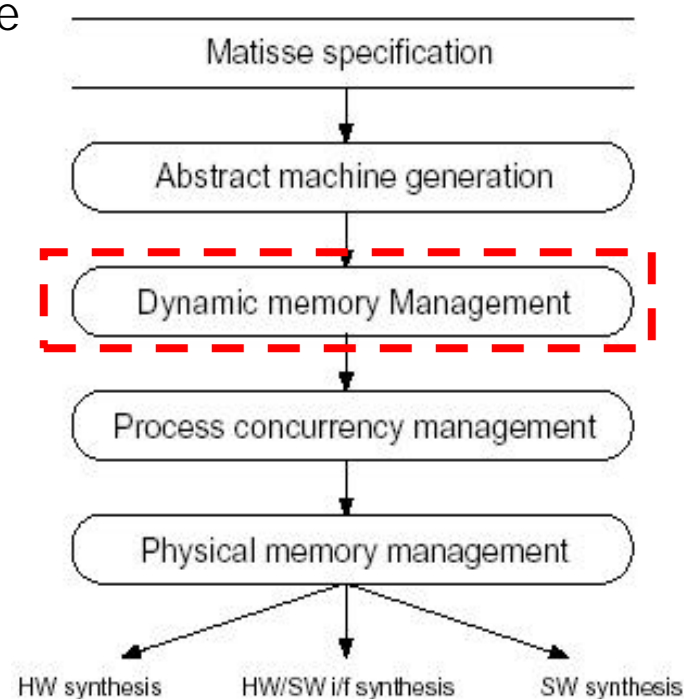 e
Matisse specification
Abstract machine generation
Dynamic memory Management
Process concurrency management
Physical memory management
HW synthesis HW/SW i/f synthesis SW synthesis